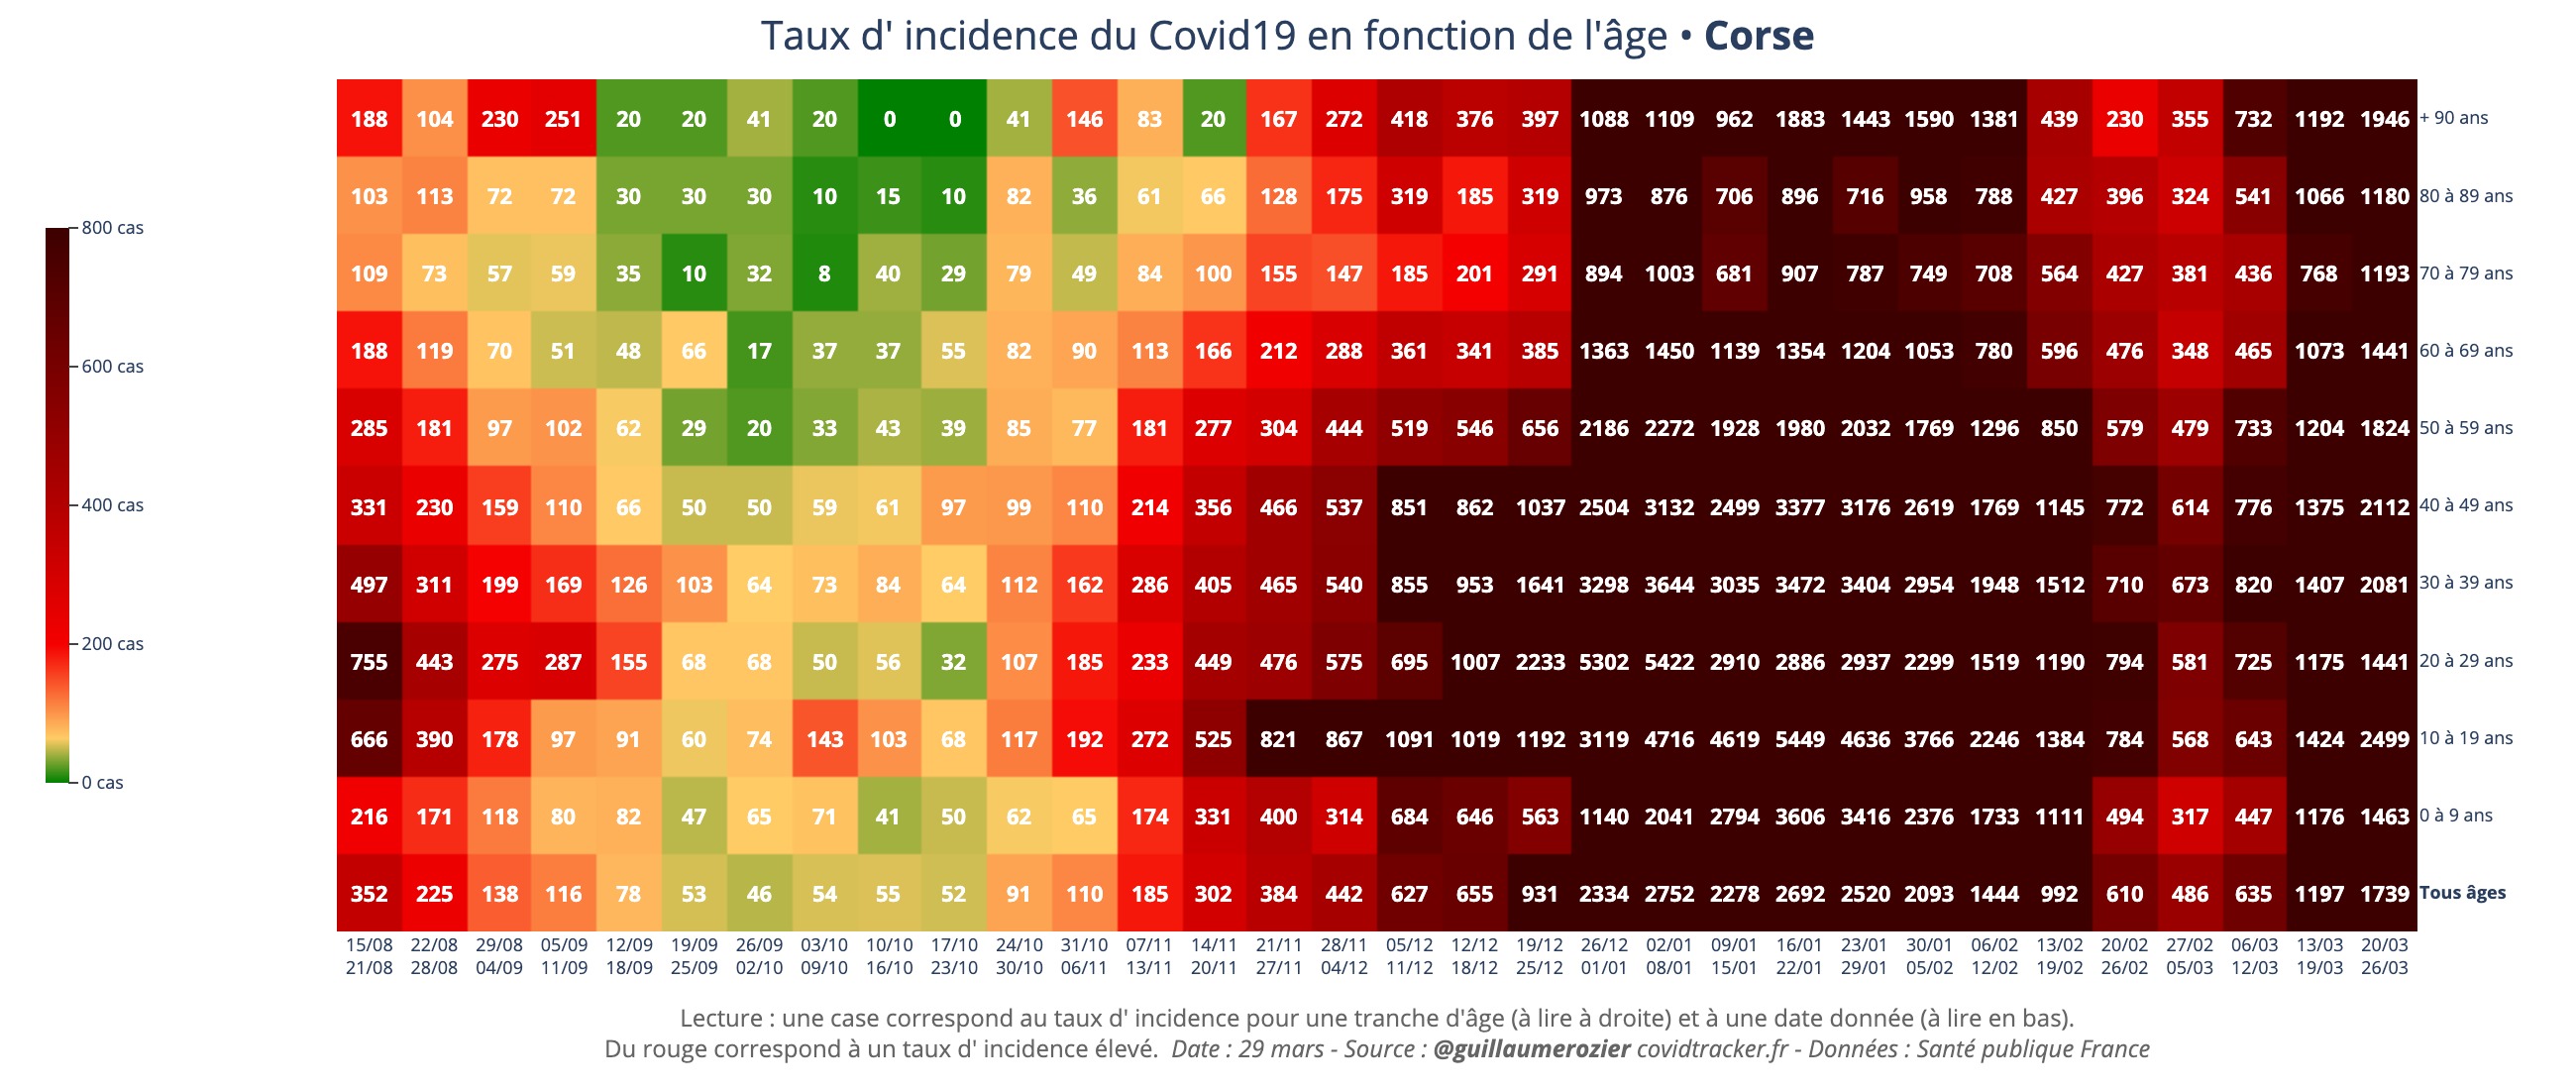 Taux d' incidence du Covid19 en fonction de l'âge • Corse
188 104 230 251 20 20 41 20 0 0 41 146 83 20 167 272 418 376 397 1088 1109 962 1883 1443 1590 1381 439 230 355 732 1192 1946 + 90 ans
103 113 72 72 30 30 30 10 15 10 82 36 61 66 128 175 319 185 319 973 876 706 896 716 958 788 427 396 324 541 1066 1180 80 à 89 ans
800 cas
109 73 57 59 35 10 32 8 40 29 79 49 84 100 155 147 185 201 291 894 1003 681 907 787 749 708 564 427 381 436 768 1193 70 à 79 ans
188 119 70 51 48 66 17 37 37 55 82 90 113 166 212 288 361 341 385 1363 1450 1139 1354 1204 1053 780 596 476 348 465 1073 1441 60 à 69 ans
600 cas
285 181 97 102 62 29 20 33 43 39 85 77 181 277 304 444 519 546 656 2186 2272 1928 1980 2032 1769 1296 850 579 479 733 1204 1824 50 à 59 ans
400 cas
331 230 159 110 66 50 50 59 61 97 99 110 214 356 466 537 851 862 1037 2504 3132 2499 3377 3176 2619 1769 1145 772 614 776 1375 2112 40 à 49 ans
497 311 199 169 126 103 64 73 84 64 112 162 286 405 465 540 855 953 1641 3298 3644 3035 3472 3404 2954 1948 1512 710 673 820 1407 2081 30 à 39 ans
200 cas
755 443 275 287 155 68 68 50 56 32 107 185 233 449 476 575 695 1007 2233 5302 5422 2910 2886 2937 2299 1519 1190 794 581 725 1175 1441 20 à 29 ans
666 390 178 97 91 60 74 143 103 68 117 192 272 525 821 867 1091 1019 1192 3119 4716 4619 5449 4636 3766 2246 1384 784 568 643 1424 2499 10 à 19 ans
0 cas
216 171 118 80 82 47 65 71 41 50 62 65 174 331 400 314 684 646 563 1140 2041 2794 3606 3416 2376 1733 1111 494 317 447 1176 1463 0 à 9 ans
352 225 138 116 78 53 46 54 55 52 91 110 185 302 384 442 627 655 931 2334 2752 2278 2692 2520 2093 1444 992 610 486 635 1197 1739 Tous âges
15/08 22/08 29/08 05/09 12/09 19/09 26/09 03/10 10/10 17/10 24/10 31/10 07/11 14/11 21/11 28/11 05/12 12/12 19/12 26/12 02/01 09/01 16/01 23/01 30/01 06/02 13/02 20/02 27/02 06/03 13/03 20/03
21/08 28/08 04/09 11/09 18/09 25/09 02/10 09/10 16/10 23/10 30/10 06/11 13/11 20/11 27/11 04/12 11/12 18/12 25/12 01/01 08/01 15/01 22/01 29/01 05/02 12/02 19/02 26/02 05/03 12/03 19/03 26/03
Lecture : une case correspond au taux d' incidence pour une tranche d'âge (à lire à droite) et à une date donnée (à lire en bas).
Du rouge correspond à un taux d' incidence élevé. Date : 29 mars - Source : @guillaumerozier covidtracker.fr - Données : Santé publique France